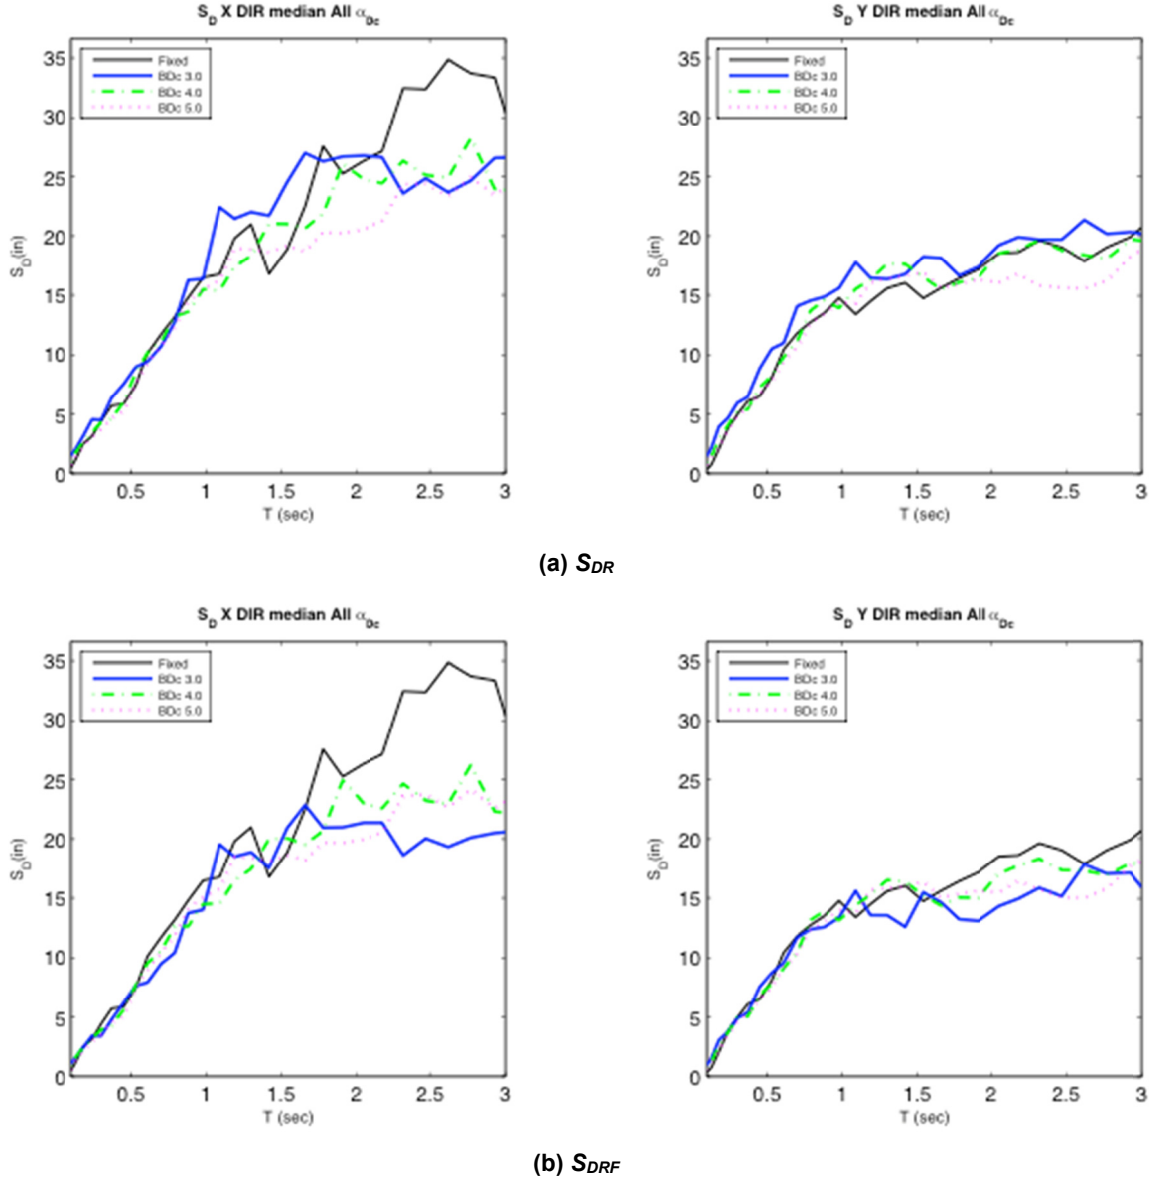 S_D X DIR median All α_Dc
Fixed
BDc 3.0
BDc 4.0
BDc 5.0
35
30
25
20
15
10
5
0
S_D(in)
0.5 1 1.5 2 2.5 3
T (sec)
S_D Y DIR median All α_Dc
Fixed
BDc 3.0
BDc 4.0
BDc 5.0
35
30
25
20
15
10
5
0
S_D(in)
0.5 1 1.5 2 2.5 3
T (sec)
(a) S_DR
S_D X DIR median All α_Dc
Fixed
BDc 3.0
BDc 4.0
BDc 5.0
35
30
25
20
15
10
5
0
S_D(in)
0.5 1 1.5 2 2.5 3
T (sec)
S_D Y DIR median All α_Dc
Fixed
BDc 3.0
BDc 4.0
BDc 5.0
35
30
25
20
15
10
5
0
S_D(in)
0.5 1 1.5 2 2.5 3
T (sec)
(b) S_DRF